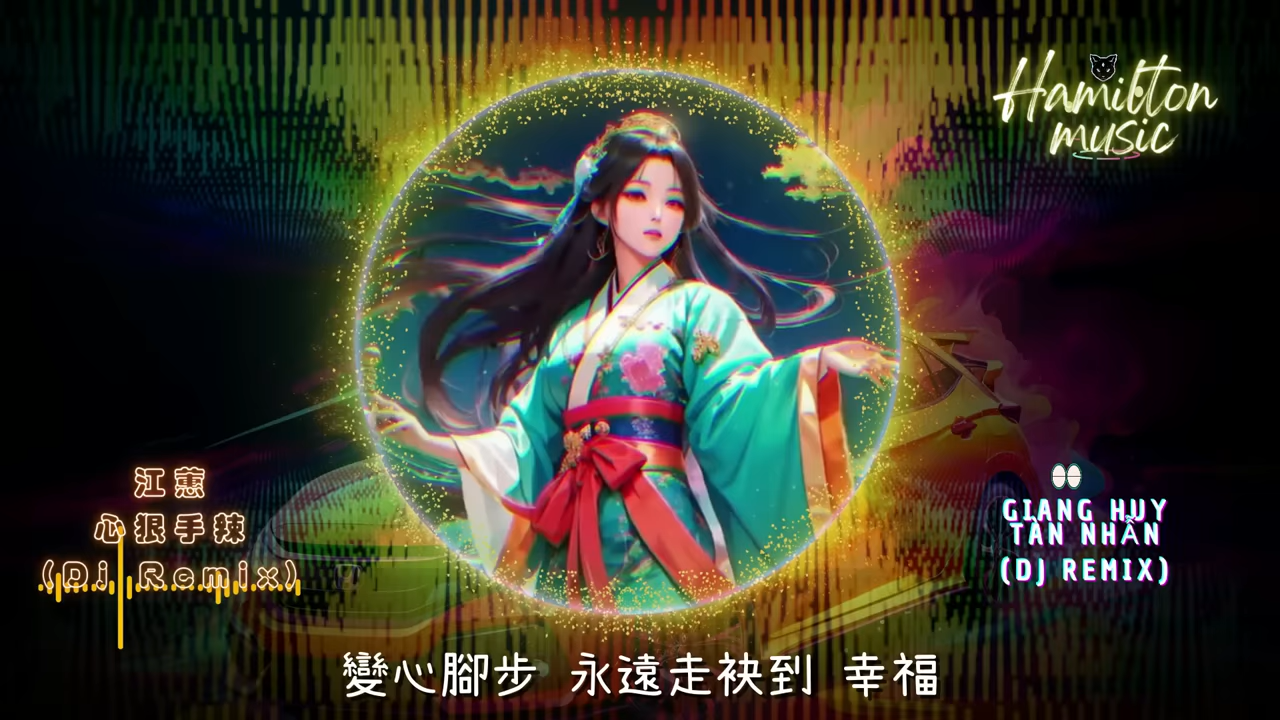 Hamilton
music
江蕙
心狠手辣
(Dj Remix)
GIANG HUY
TÀN NHẪN
(DJ REMIX)
變心腳步 永遠走袂到 幸福